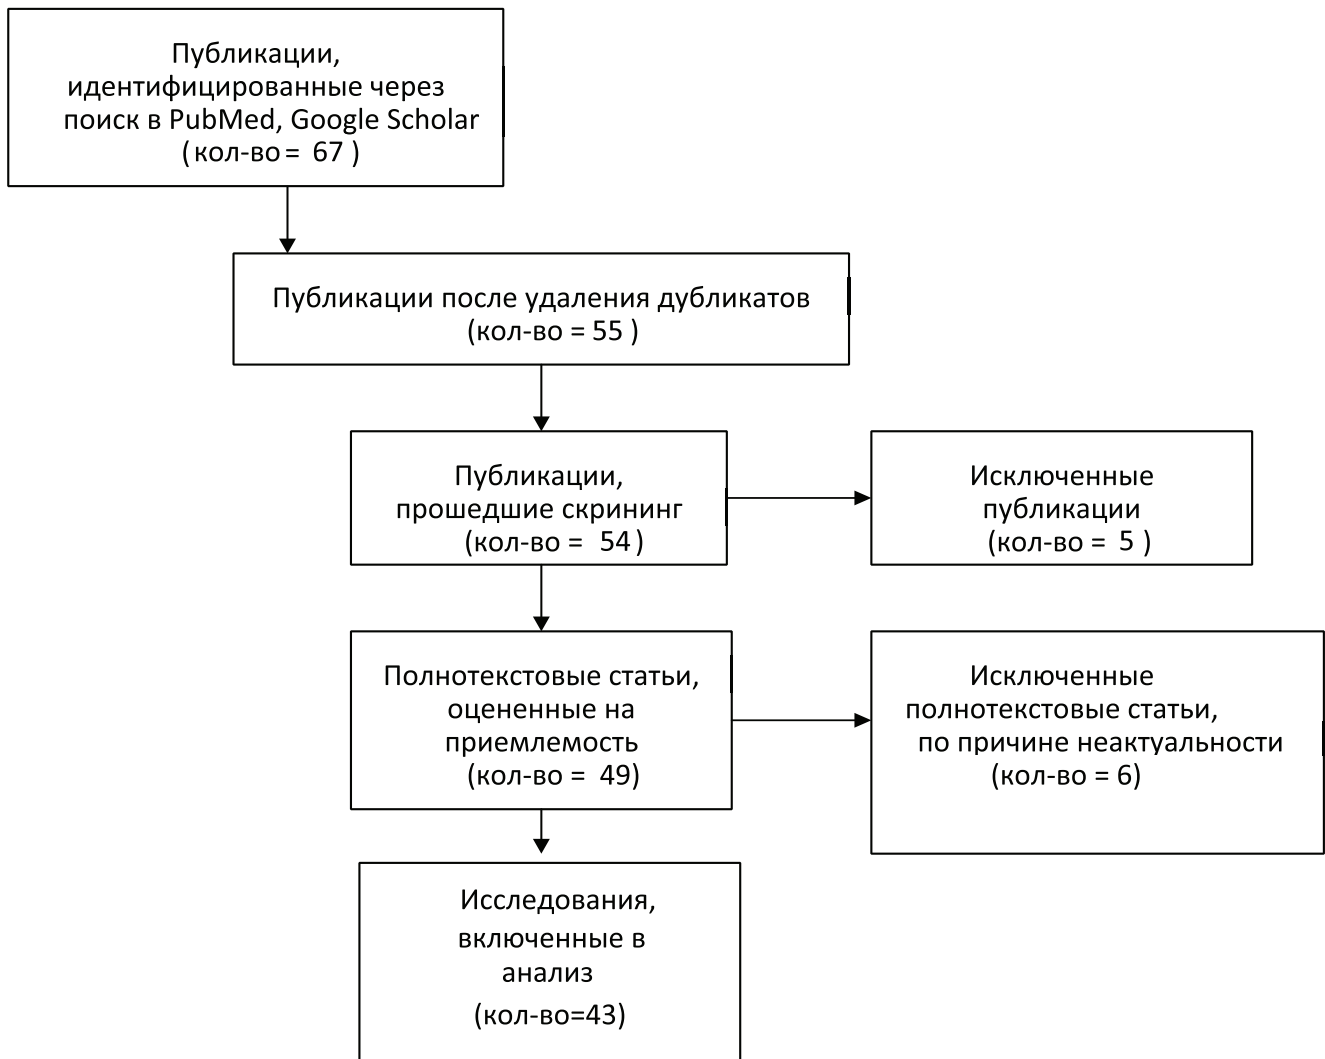 Публикации,
идентифицированные через
поиск в PubMed, Google Scholar
(кол-во = 67 )
Публикации после удаления дубликатов
(кол-во = 55 )
Публикации,
прошедшие скрининг
(кол-во = 54 )
Исключенные
публикации
(кол-во = 5 )
Полнотекстовые статьи,
оцененные на
приемлемость
(кол-во = 49)
Исключенные
полнотекстовые статьи,
по причине неактуальности
(кол-во = 6)
Исследования,
включенные в
анализ
(кол-во=43)